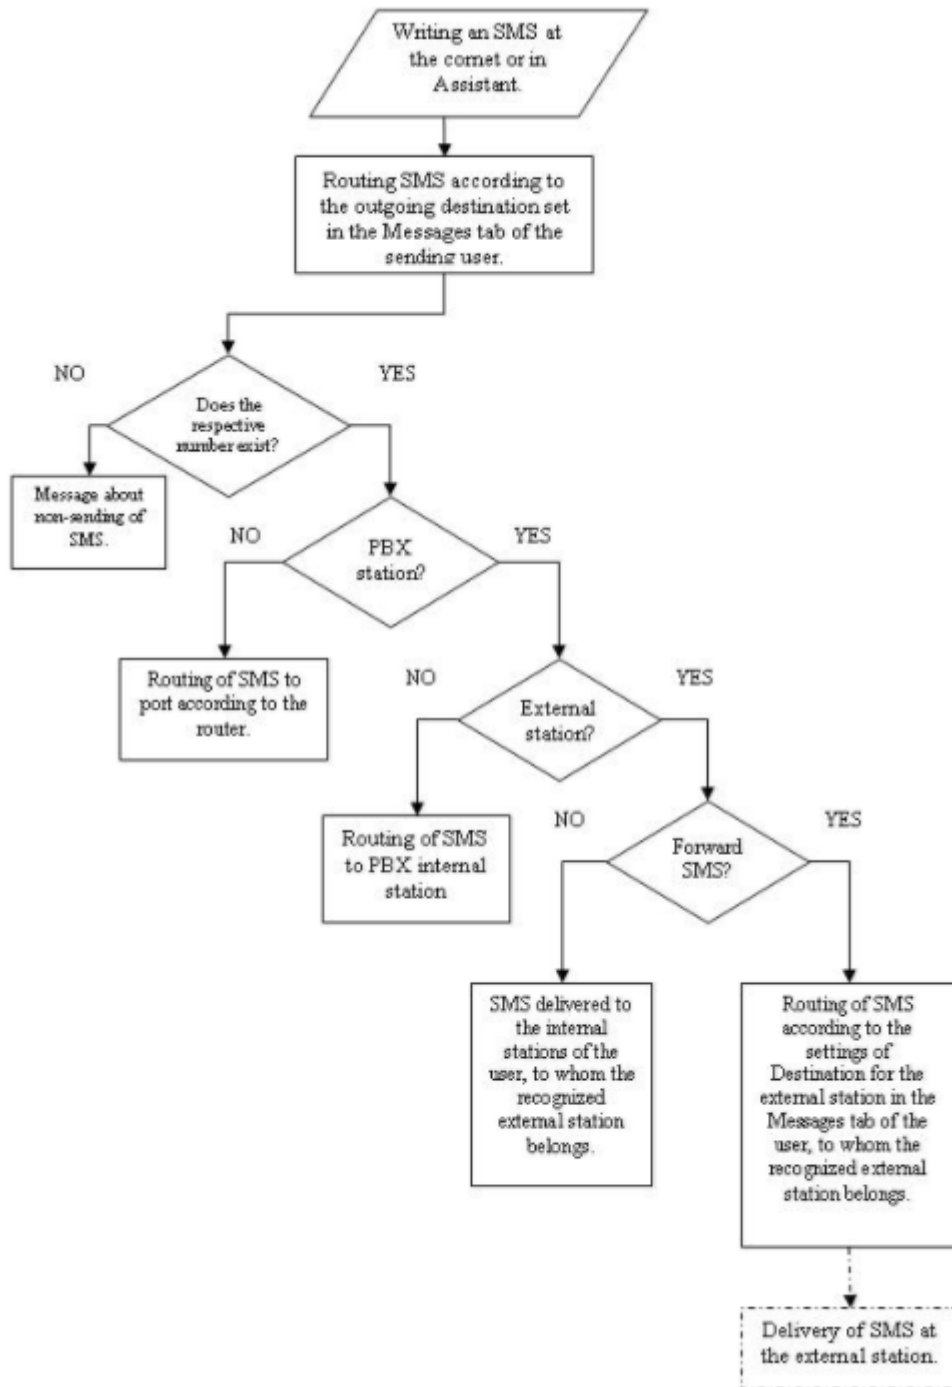 Writing an SMS at
the comet or in
Assistant.
Routing SMS according to
the outgoing destination set
in the Messages tab of the
sending user.
NO
YES
Does the
respective
number exist?
Message about
non-sending of
SMS.
NO
YES
PBX
station?
Routing of SMS to
port according to the
router.
NO
YES
External
station?
Routing of SMS
to PBX internal
station
NO
YES
Forward
SMS?
SMS delivered to
the internal
stations of the
user, to whom the
recognized
external station
belongs.
Routing of SMS
according to the
settings of
Destination for the
external station in the
Messages tab of the
user, to whom the
recognized external
station belongs.
Delivery of SMS at
the external station.